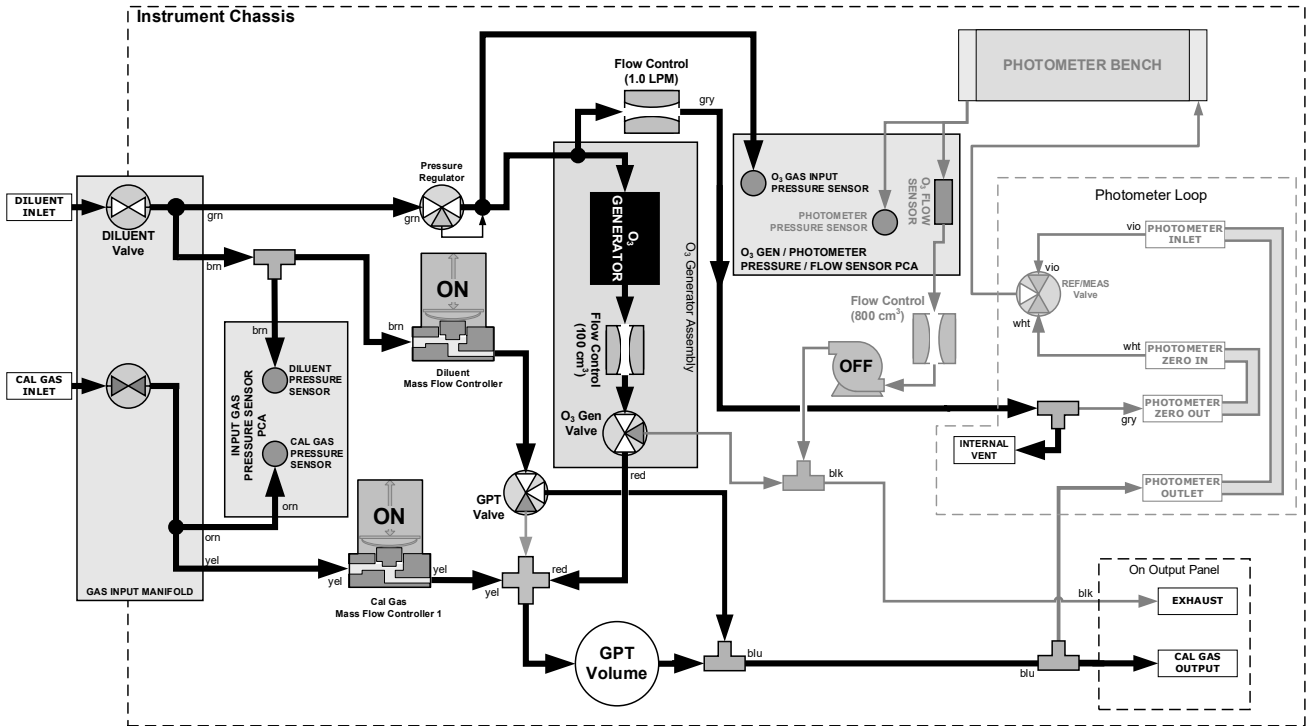 Instrument Chassis
Flow Control
(1.0 LPM)
gry
PHOTOMETER BENCH
Pressure
Regulator
DILUENT
INLET
DILUENT
Valve
grn
grn
O3
GENERATOR
O3 Generator Assembly
O3 GAS INPUT
PRESSURE SENSOR
PHOTOMETER
PRESSURE SENSOR
O3 FLOW
SENSOR
O3 GEN / PHOTOMETER
PRESSURE / FLOW SENSOR PCA
Photometer Loop
vio
PHOTOMETER
INLET
vio
REF/MEAS
Valve
wht
wht
PHOTOMETER
ZERO IN
PHOTOMETER
ZERO OUT
gry
INTERNAL
VENT
PHOTOMETER
OUTLET
brn
ON
brn
brn
Diluent
Mass Flow Controller
Flow Control
(100 cm3)
Flow Control
(800 cm3)
OFF
CAL GAS
INLET
INPUT GAS
PRESSURE SENSOR
PCA
DILUENT
PRESSURE
SENSOR
CAL GAS
PRESSURE
SENSOR
orn
orn
O3 Gen
Valve
red
blk
GPT
Valve
ON
yel
yel
yel
yel
red
Cal Gas
Mass Flow Controller 1
GAS INPUT MANIFOLD
GPT
Volume
blu
blu
On Output Panel
blk
EXHAUST
CAL GAS
OUTPUT